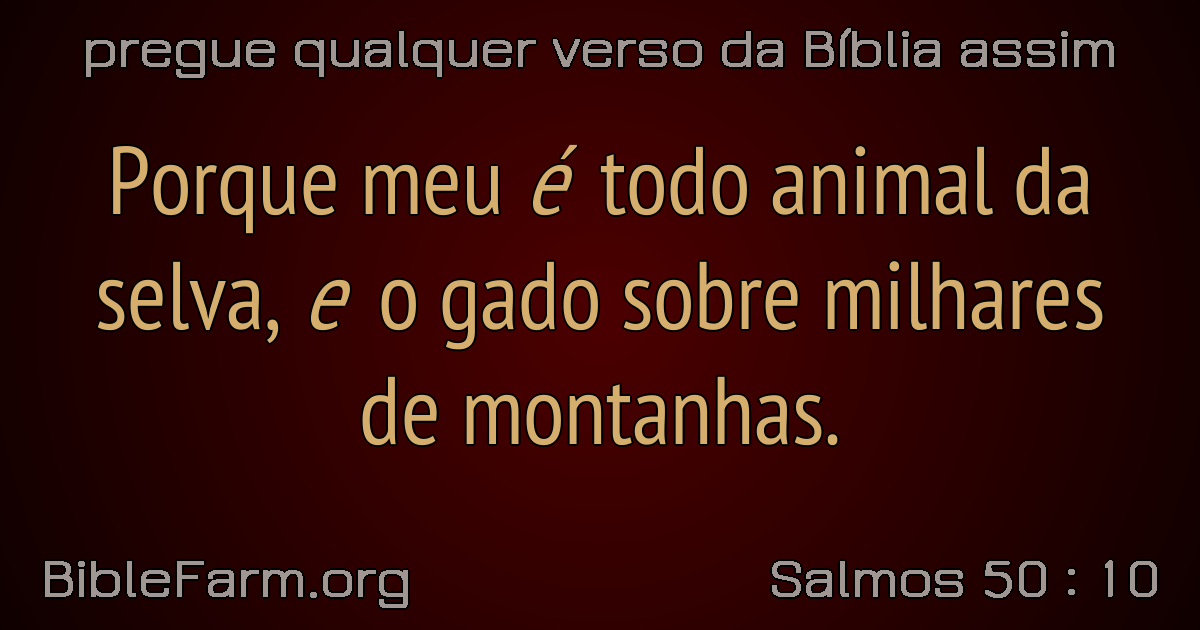 pregue qualquer verso da Bíblia assim
Porque meu é todo animal da
selva, e o gado sobre milhares
de montanhas.
BibleFarm.org
Salmos 50 : 10